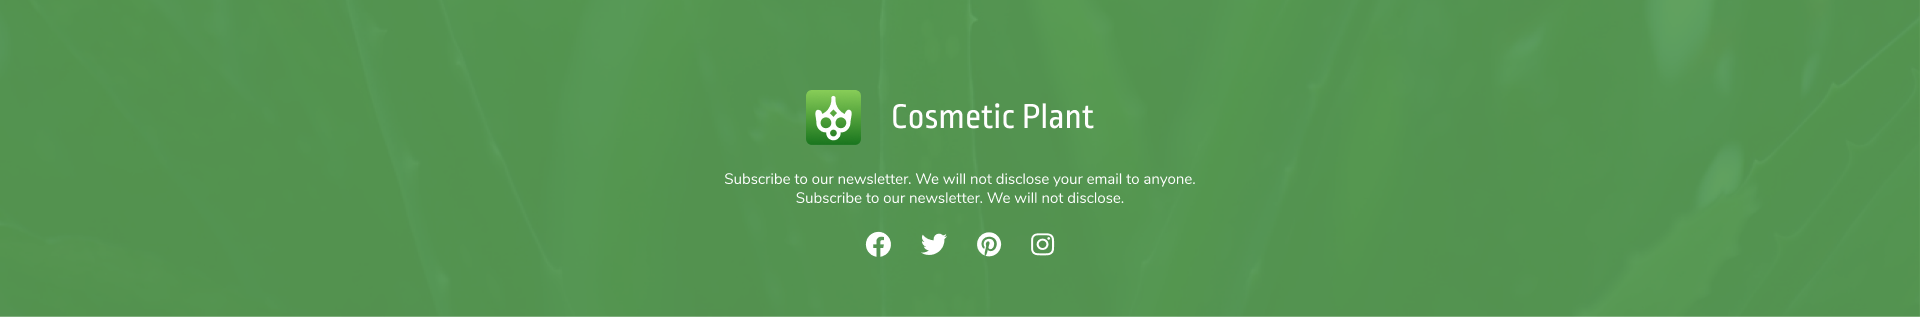 Cosmetic Plant
Subscribe to our newsletter. We will not disclose your email to anyone.
Subscribe to our newsletter. We will not disclose.